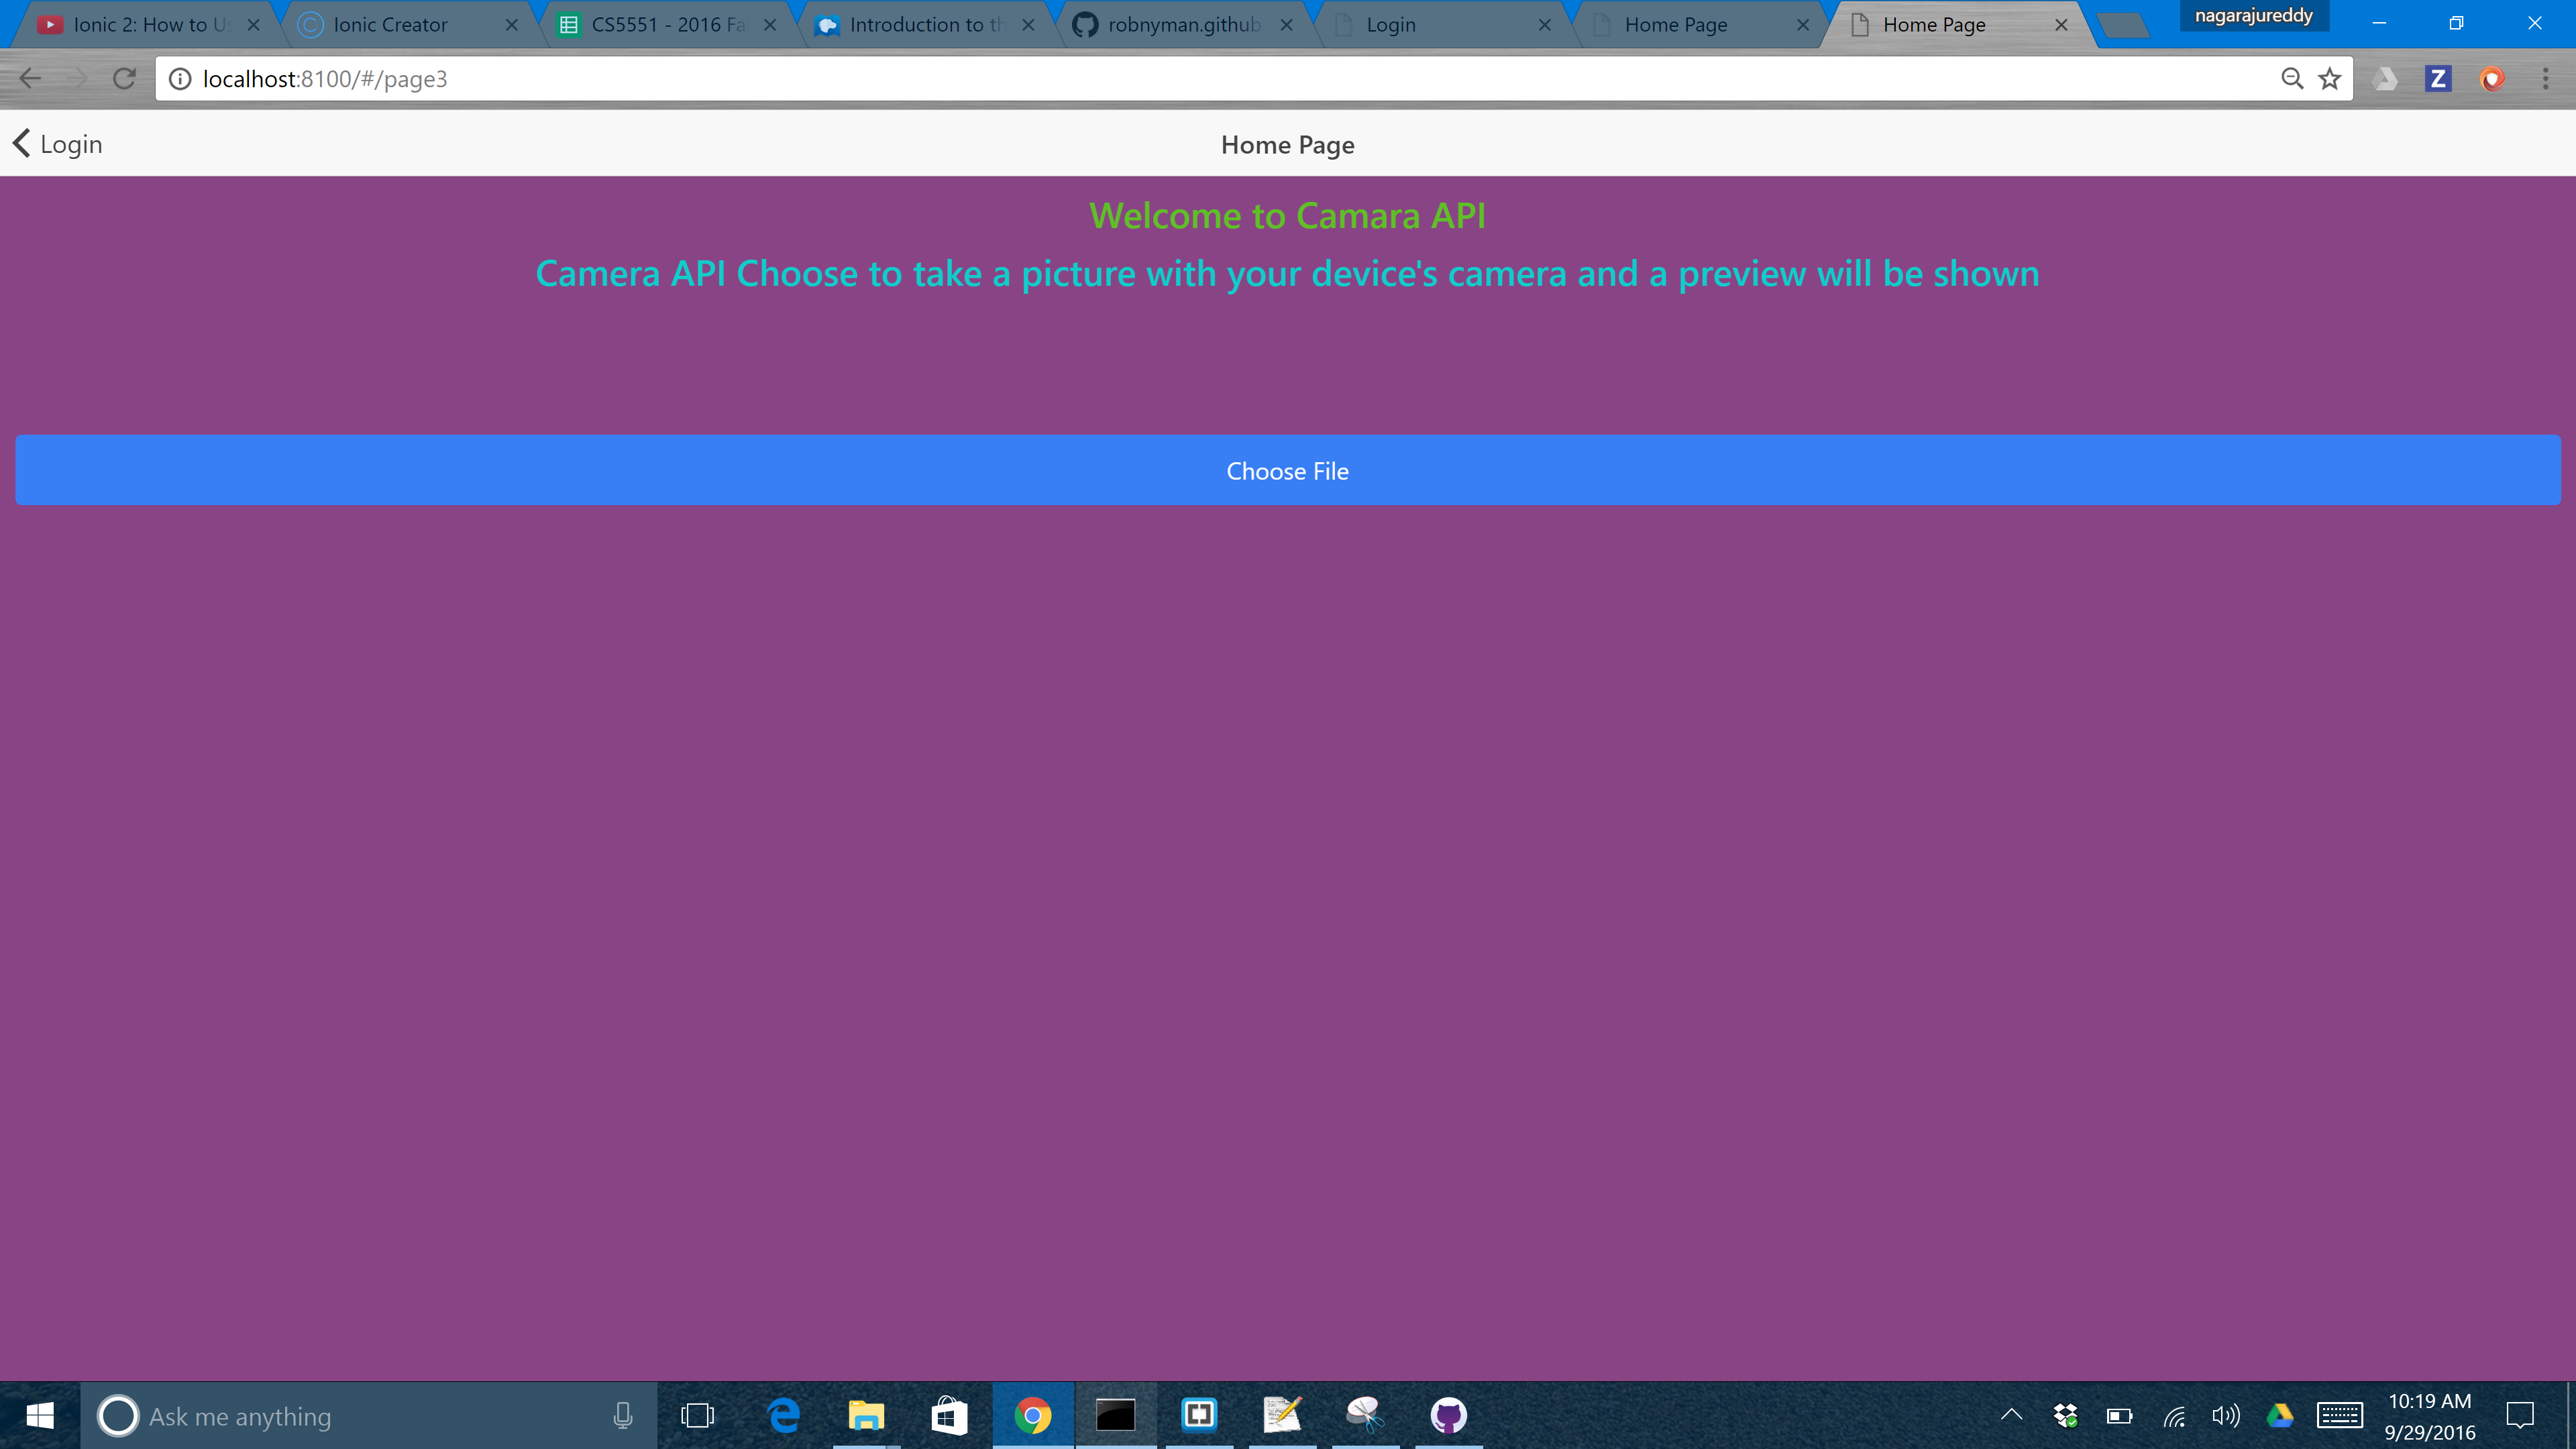 Ionic 2: How to Us
Ionic Creator
CS5551 - 2016 Fa
Introduction to th
robnyman.github
Login
Home Page
Home Page
nagarajureddy
localhost:8100/#/page3
Z
Login
Home Page
Welcome to Camara API
Camera API Choose to take a picture with your device's camera and a preview will be shown
Choose File
Ask me anything
10:19 AM
9/29/2016